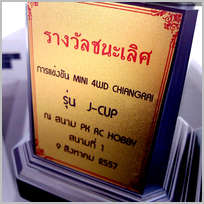 รางวัลชนะเลิศ
การแข่งขัน MINI 4WD CHIANGRAI
รุ่น J-CUP
ณ สนาม PK RC HOBBY
สนามที่ 1
9 สิงหาคม 2557